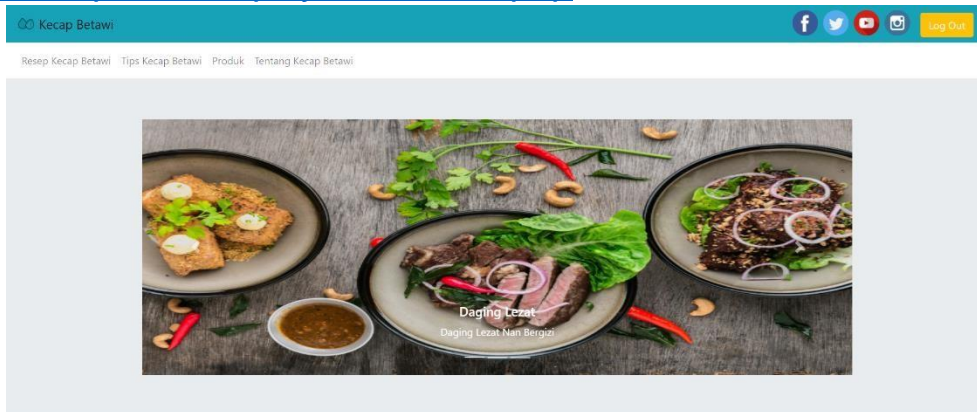 Kecap Betawi
Log Out
Resep Kecap Betawi Tips Kecap Betawi Produk Tentang Kecap Betawi
Daging Lezat
Daging Lezat Nan Bergizi